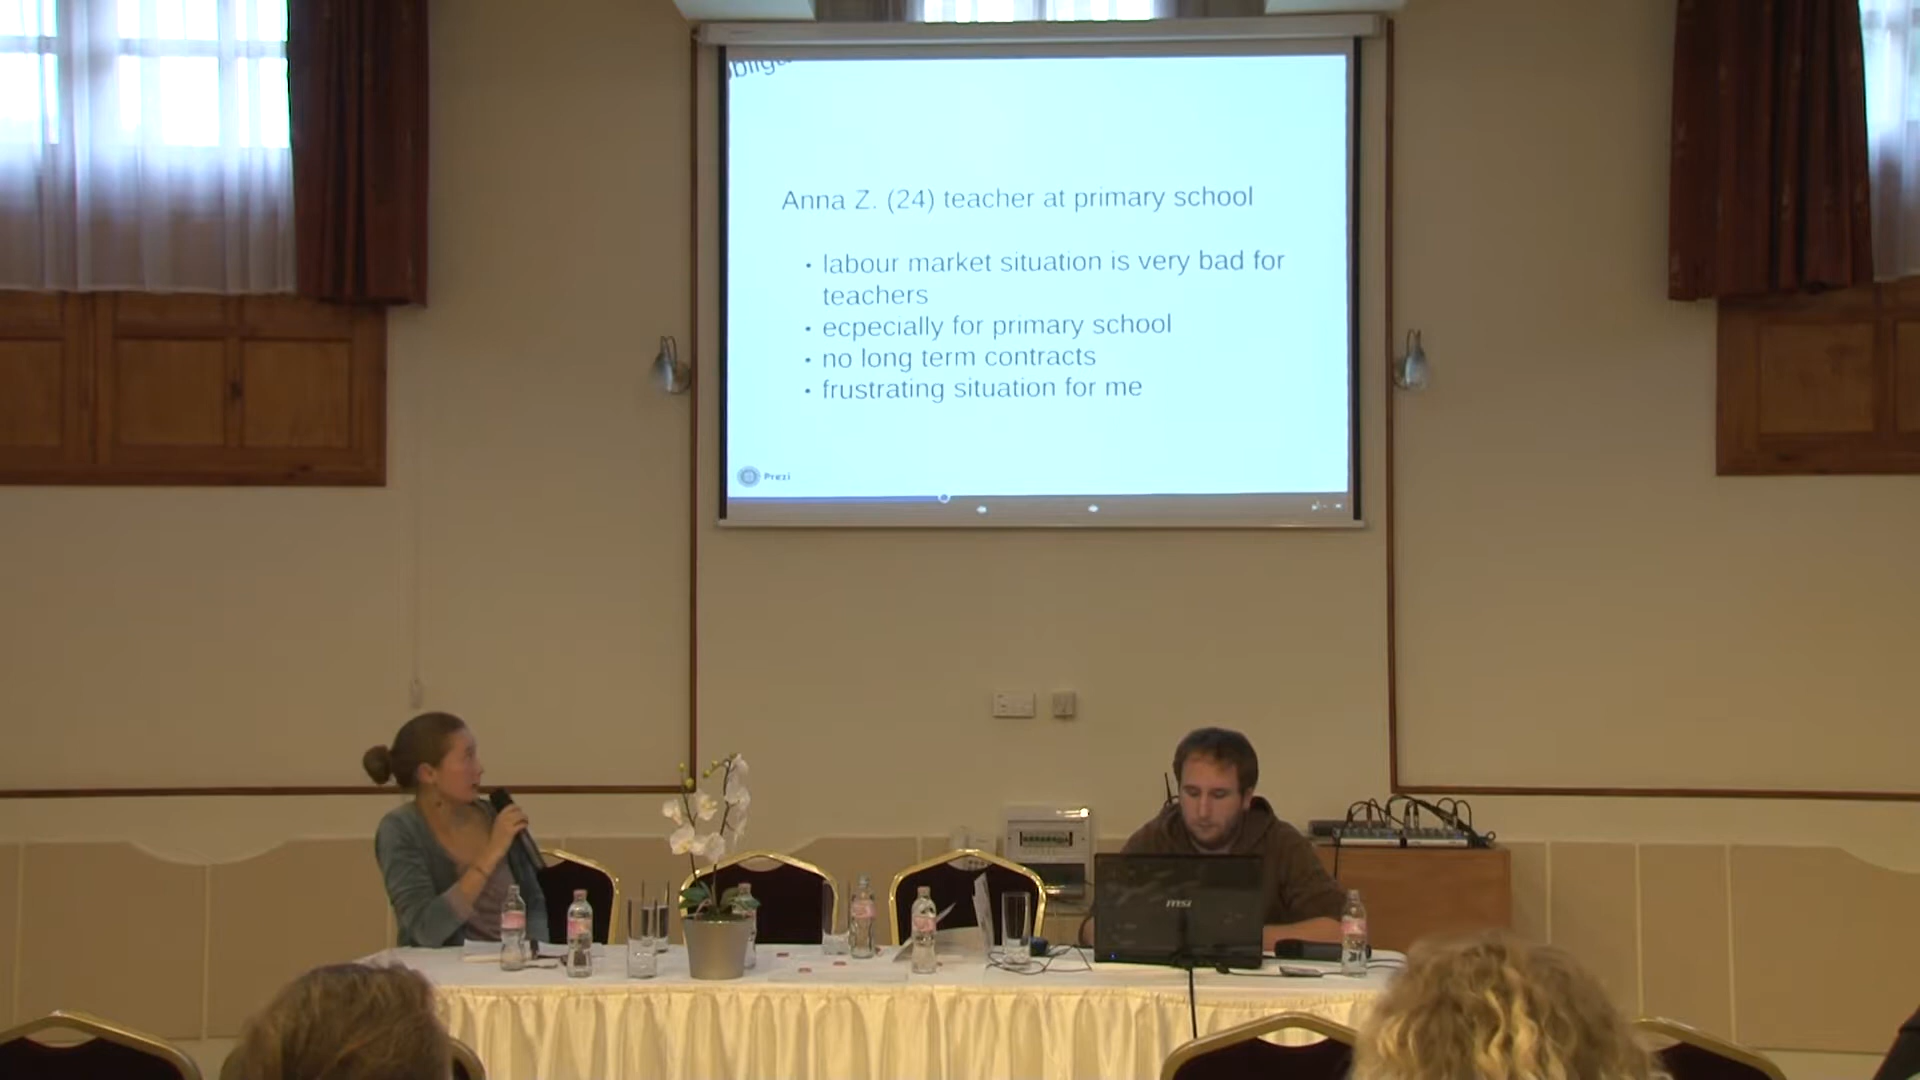 Anna Z. (24) teacher at primary school
• labour market situation is very bad for
teachers
• ecpecially for primary school
• no long term contracts
• frustrating situation for me
Prezi
msi